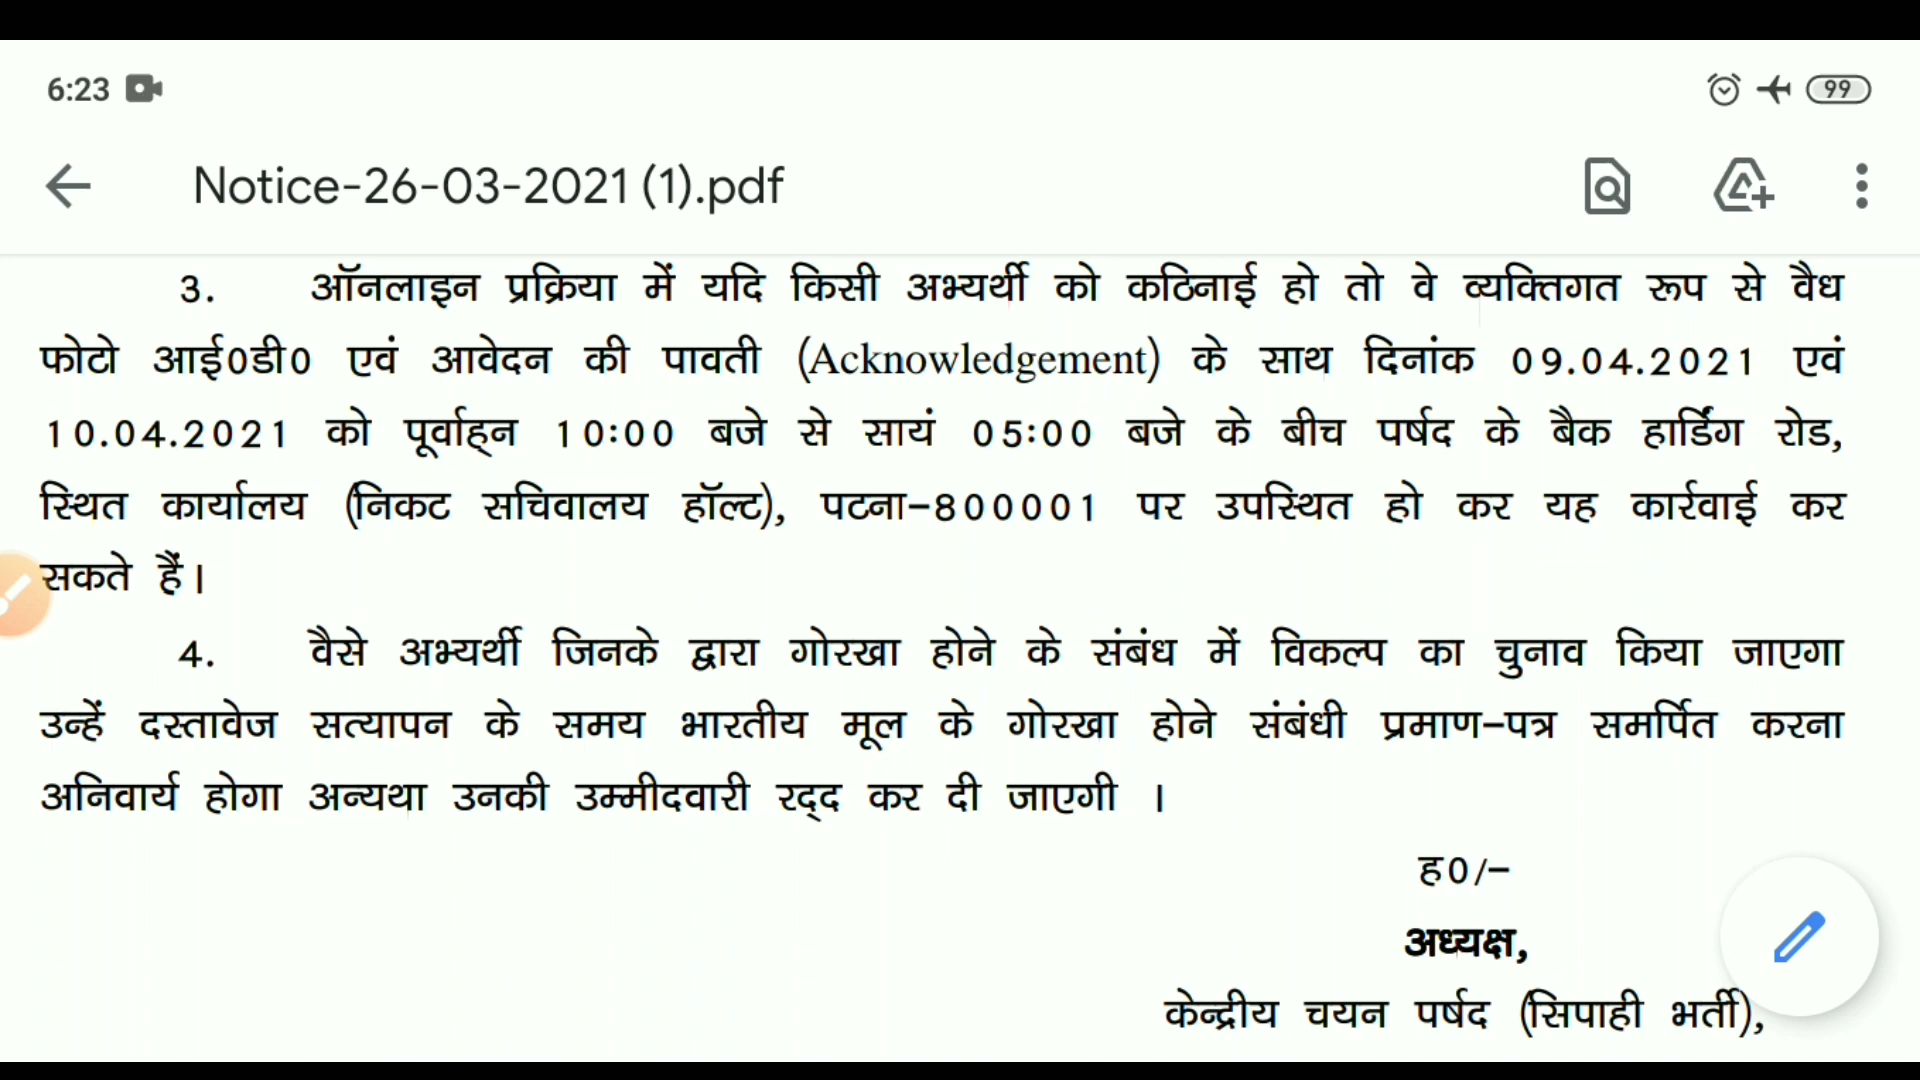 6:23
99
Notice-26-03-2021 (1).pdf
3. ऑनलाइन प्रक्रिया में यदि किसी अभ्यर्थी को कठिनाई हो तो वे व्यक्तिगत रूप से वैध
फोटो आई0डी0 एवं आवेदन की पावती (Acknowledgement) के साथ दिनांक 09.04.2021 एवं
10.04.2021 को पूर्वाह्न 10:00 बजे से सायं 05:00 बजे के बीच पर्षद के बैक हार्डिंग रोड,
स्थित कार्यालय (निकट सचिवालय हॉल्ट), पटना-800001 पर उपस्थित हो कर यह कार्रवाई कर
सकते हैं।
4. वैसे अभ्यर्थी जिनके द्वारा गोरखा होने के संबंध में विकल्प का चुनाव किया जाएगा
उन्हें दस्तावेज सत्यापन के समय भारतीय मूल के गोरखा होने संबंधी प्रमाण-पत्र समर्पित करना
अनिवार्य होगा अन्यथा उनकी उम्मीदवारी रद्द कर दी जाएगी ।
ह0/-
अध्यक्ष,
केन्द्रीय चयन पर्षद (सिपाही भर्ती),